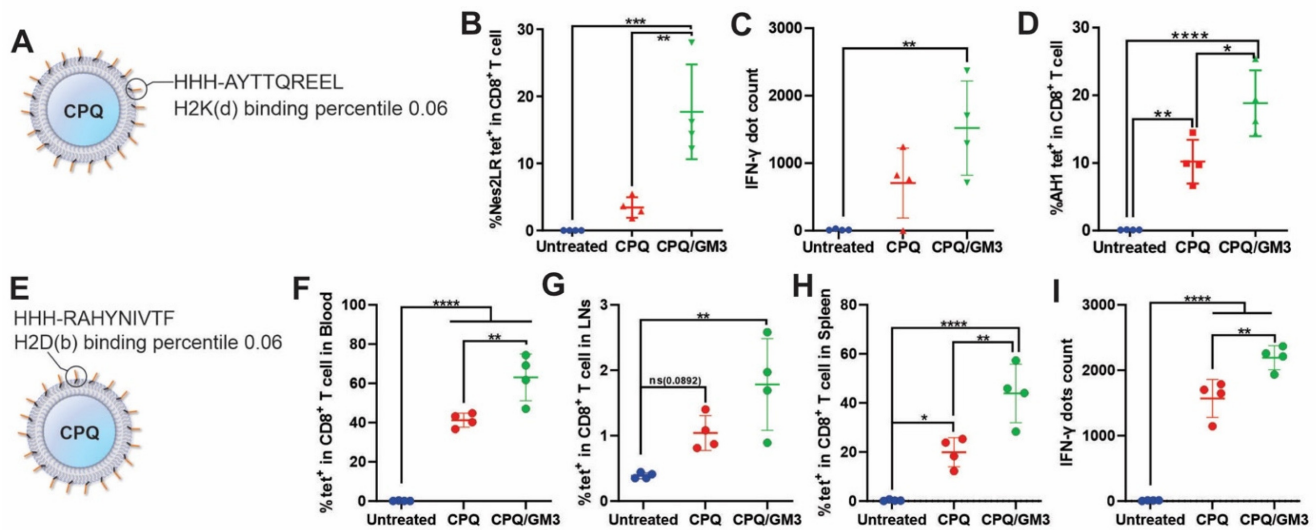 A
CPQ
HHH-AYTTQREEL
H2K(d) binding percentile 0.06
B
%Nes2LR tet⁺ in CD8⁺ T cell
30
20
10
0
***
**
Untreated CPQ CPQ/GM3
C
IFN-γ dot count
3000
2000
1000
0
**
Untreated CPQ CPQ/GM3
D
%AH1 tet⁺ in CD8⁺ T cell
30
20
10
0
****
*
**
Untreated CPQ CPQ/GM3
E
HHH-RAHYNIVTF
H2D(b) binding percentile 0.06
CPQ
F
% tet⁺ in CD8⁺ T cell in Blood
100
80
60
40
20
0
****
**
Untreated CPQ CPQ/GM3
G
% tet⁺ in CD8⁺ T cell in LNs
3
2
1
0
**
ns(0.0892)
Untreated CPQ CPQ/GM3
H
% tet⁺ in CD8⁺ T cell in Spleen
80
60
40
20
0
****
**
*
Untreated CPQ CPQ/GM3
I
IFN-γ dots count
3000
2000
1000
0
****
**
Untreated CPQ CPQ/GM3